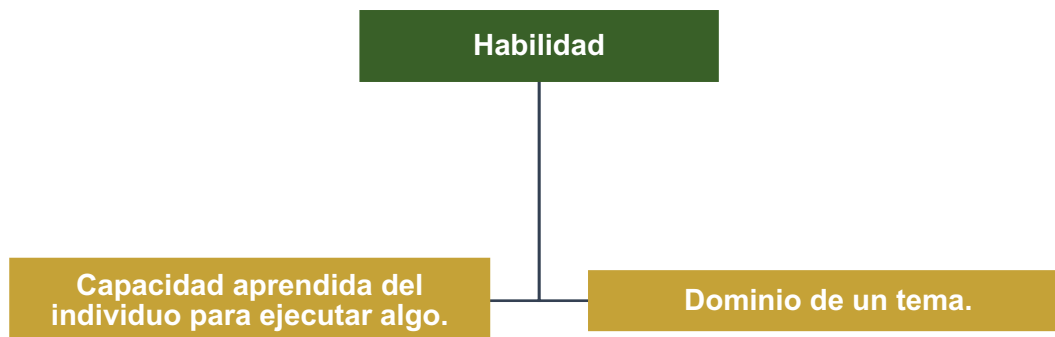 Habilidad
Capacidad aprendida del
individuo para ejecutar algo.
Dominio de un tema.